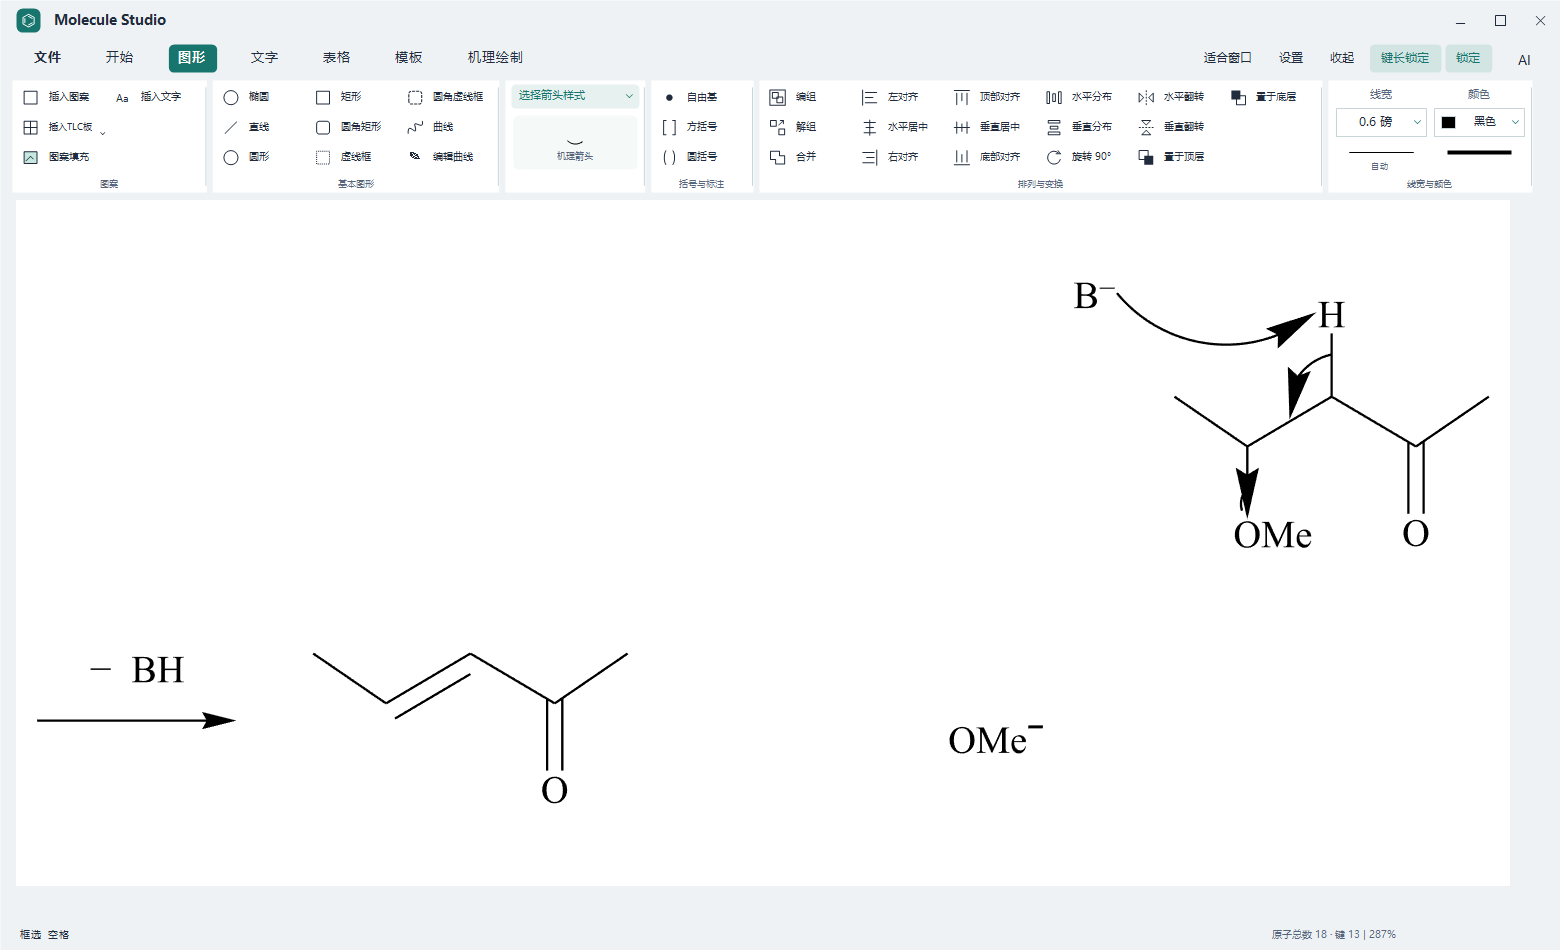 Molecule Studio
文件 开始 图形 文字 表格 模板 机理绘制 适合窗口 设置 收起 键长锁定 锁定 AI
插入图案 Aa 插入文字
插入TLC板
图案填充
图案
椭圆 矩形 圆角虚线框
直线 圆角矩形 曲线
圆形 虚线框 编辑曲线
基本图形
选择箭头样式
机理箭头
自由基
方括号
圆括号
括号与标注
编组 左对齐 顶部对齐 水平分布 水平翻转 置于底层
解组 水平居中 垂直居中 垂直分布 垂直翻转
合并 右对齐 底部对齐 旋转 90° 置于顶层
排列与变换
线宽 颜色
0.6 磅 黑色
自动
线宽与颜色
B⁻
H
OMe O
− BH
OMe⁻
O
框选 空格
原子总数 18 · 键 13 | 287%